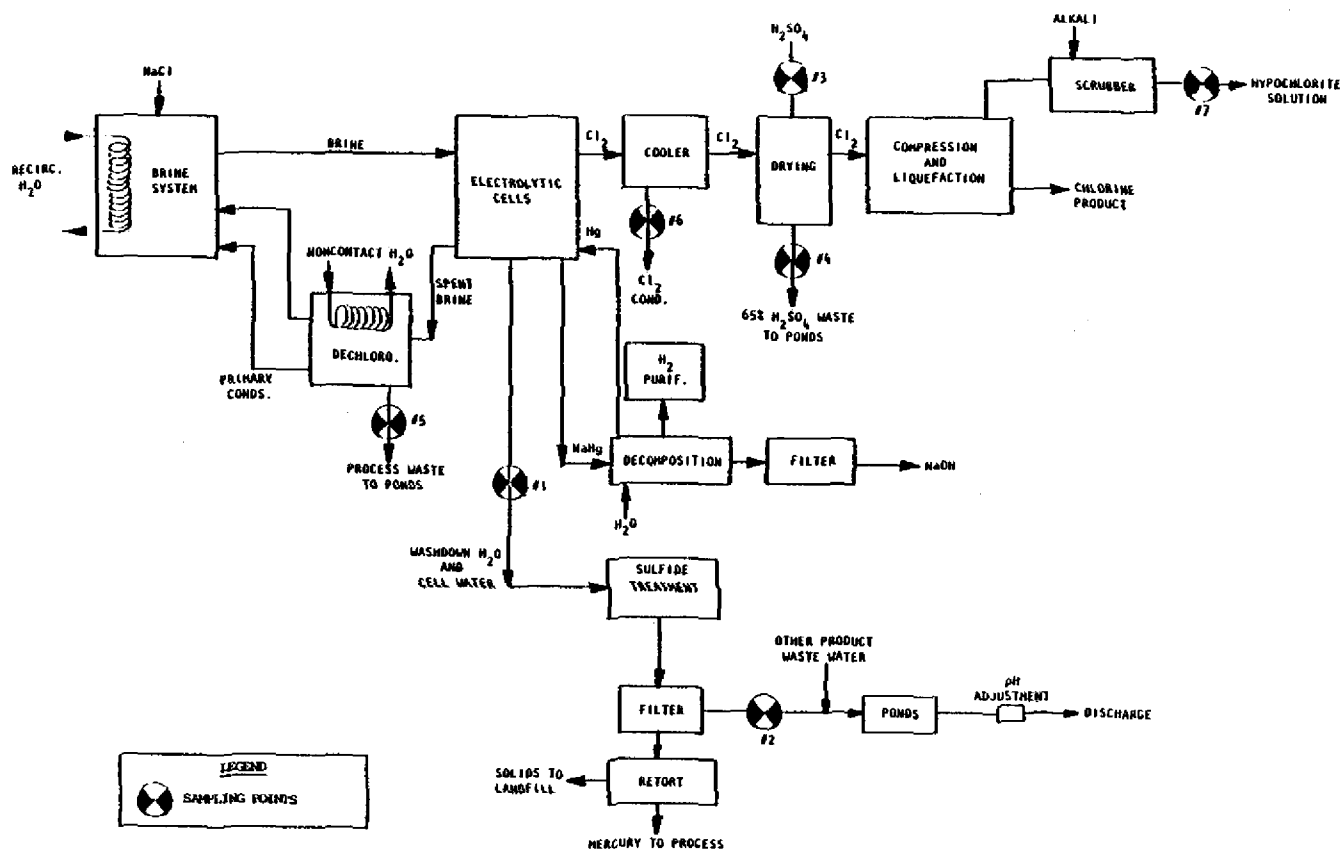 NaCl
RECIRC.
H2O
BRINE
SYSTEM
BRINE
NONCONTACT H2O
DECHLORO.
SPENT
BRINE
PRIMARY
CONDS.
#5
PROCESS WASTE
TO PONDS
ELECTROLYTIC
CELLS
Cl2
COOLER
#6
Cl2
COND.
Cl2
H2SO4
#3
DRYING
#4
65% H2SO4 WASTE
TO PONDS
Cl2
COMPRESSION
AND
LIQUEFACTION
CHLORINE
PRODUCT
ALKALI
SCRUBBER
#7
HYPOCHLORITE
SOLUTION
Hg
NaHg
H2
PURIF.
DECOMPOSITION
H2O
FILTER
NaOH
#1
WASHDOWN H2O
AND
CELL WATER
SULFIDE
TREATMENT
FILTER
#2
OTHER PRODUCT
WASTE WATER
PONDS
pH
ADJUSTMENT
DISCHARGE
RETORT
SOLIDS TO
LANDFILL
MERCURY TO PROCESS
LEGEND
SAMPLING POINTS